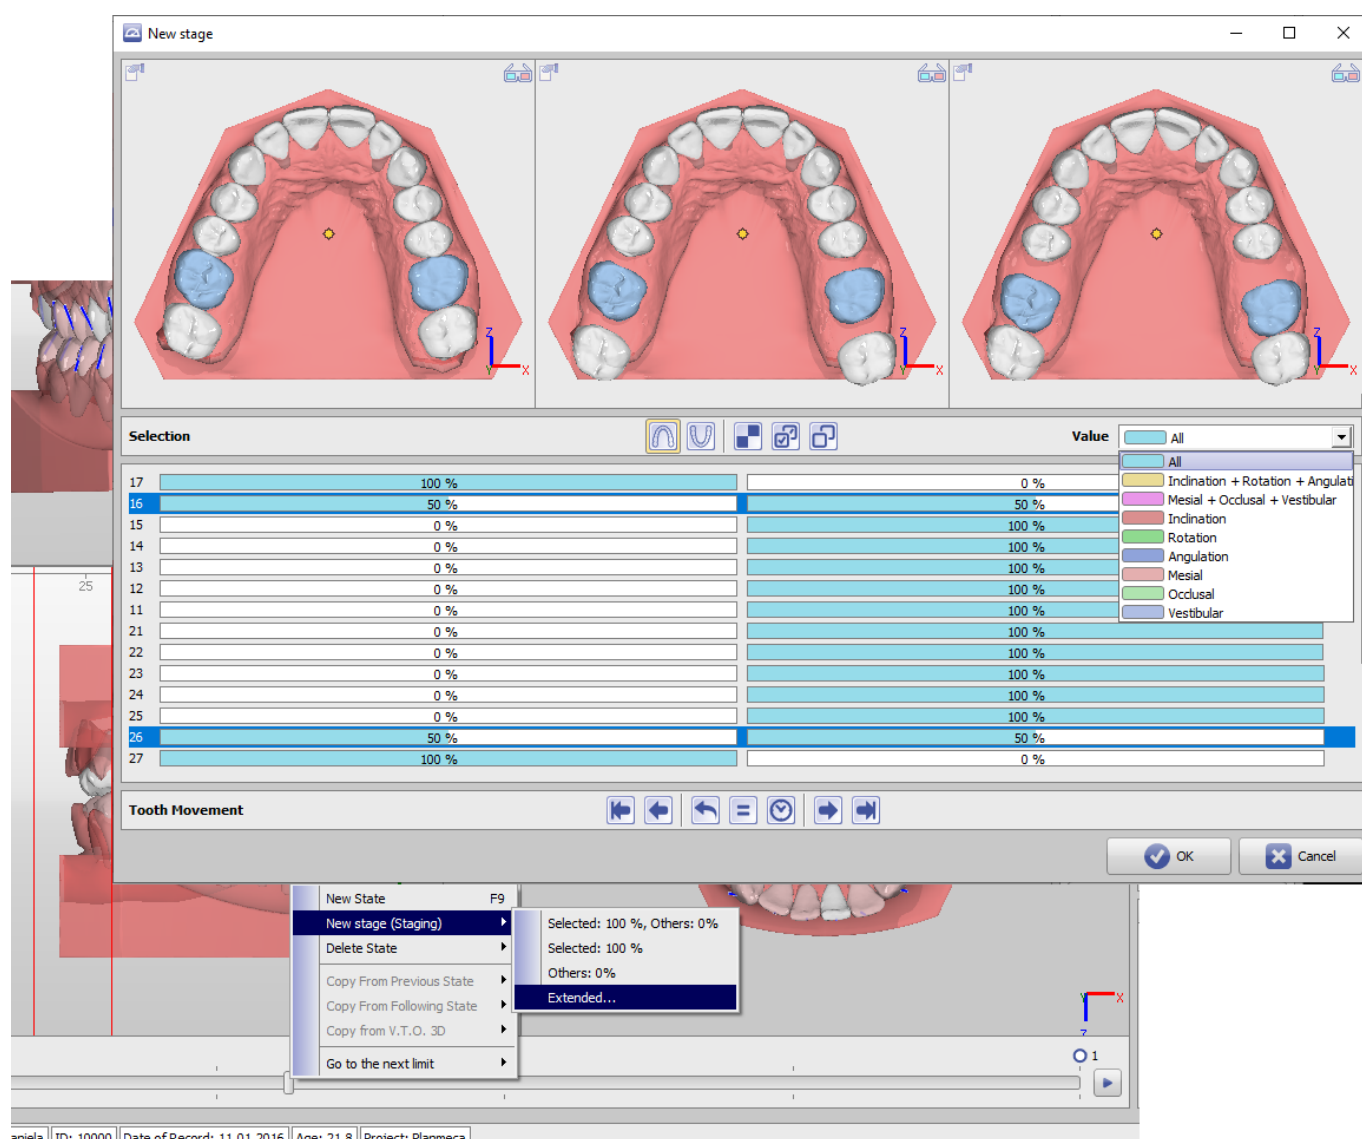 New stage
Z
Y
X
Z
Y
X
Z
Y
X
Selection
Value
All
All
Inclination + Rotation + Angulati
Mesial + Occlusal + Vestibular
Inclination
Rotation
Angulation
Mesial
Occlusal
Vestibular
17 100 % 0 %
16 50 % 50 %
15 0 % 100 %
14 0 % 100 %
13 0 % 100 %
12 0 % 100 %
11 0 % 100 %
21 0 % 100 %
22 0 % 100 %
23 0 % 100 %
24 0 % 100 %
25 0 % 100 %
26 50 % 50 %
27 100 % 0 %
25
Tooth Movement
OK
Cancel
New State F9
New stage (Staging)
Delete State
Copy From Previous State
Copy From Following State
Copy from V.T.O. 3D
Go to the next limit
Selected: 100 %, Others: 0%
Selected: 100 %
Others: 0%
Extended...
Y
X
Z
1
aniela ID: 10000 Date of Record: 11.01.2016 Age: 21.8 Project: Planmeca